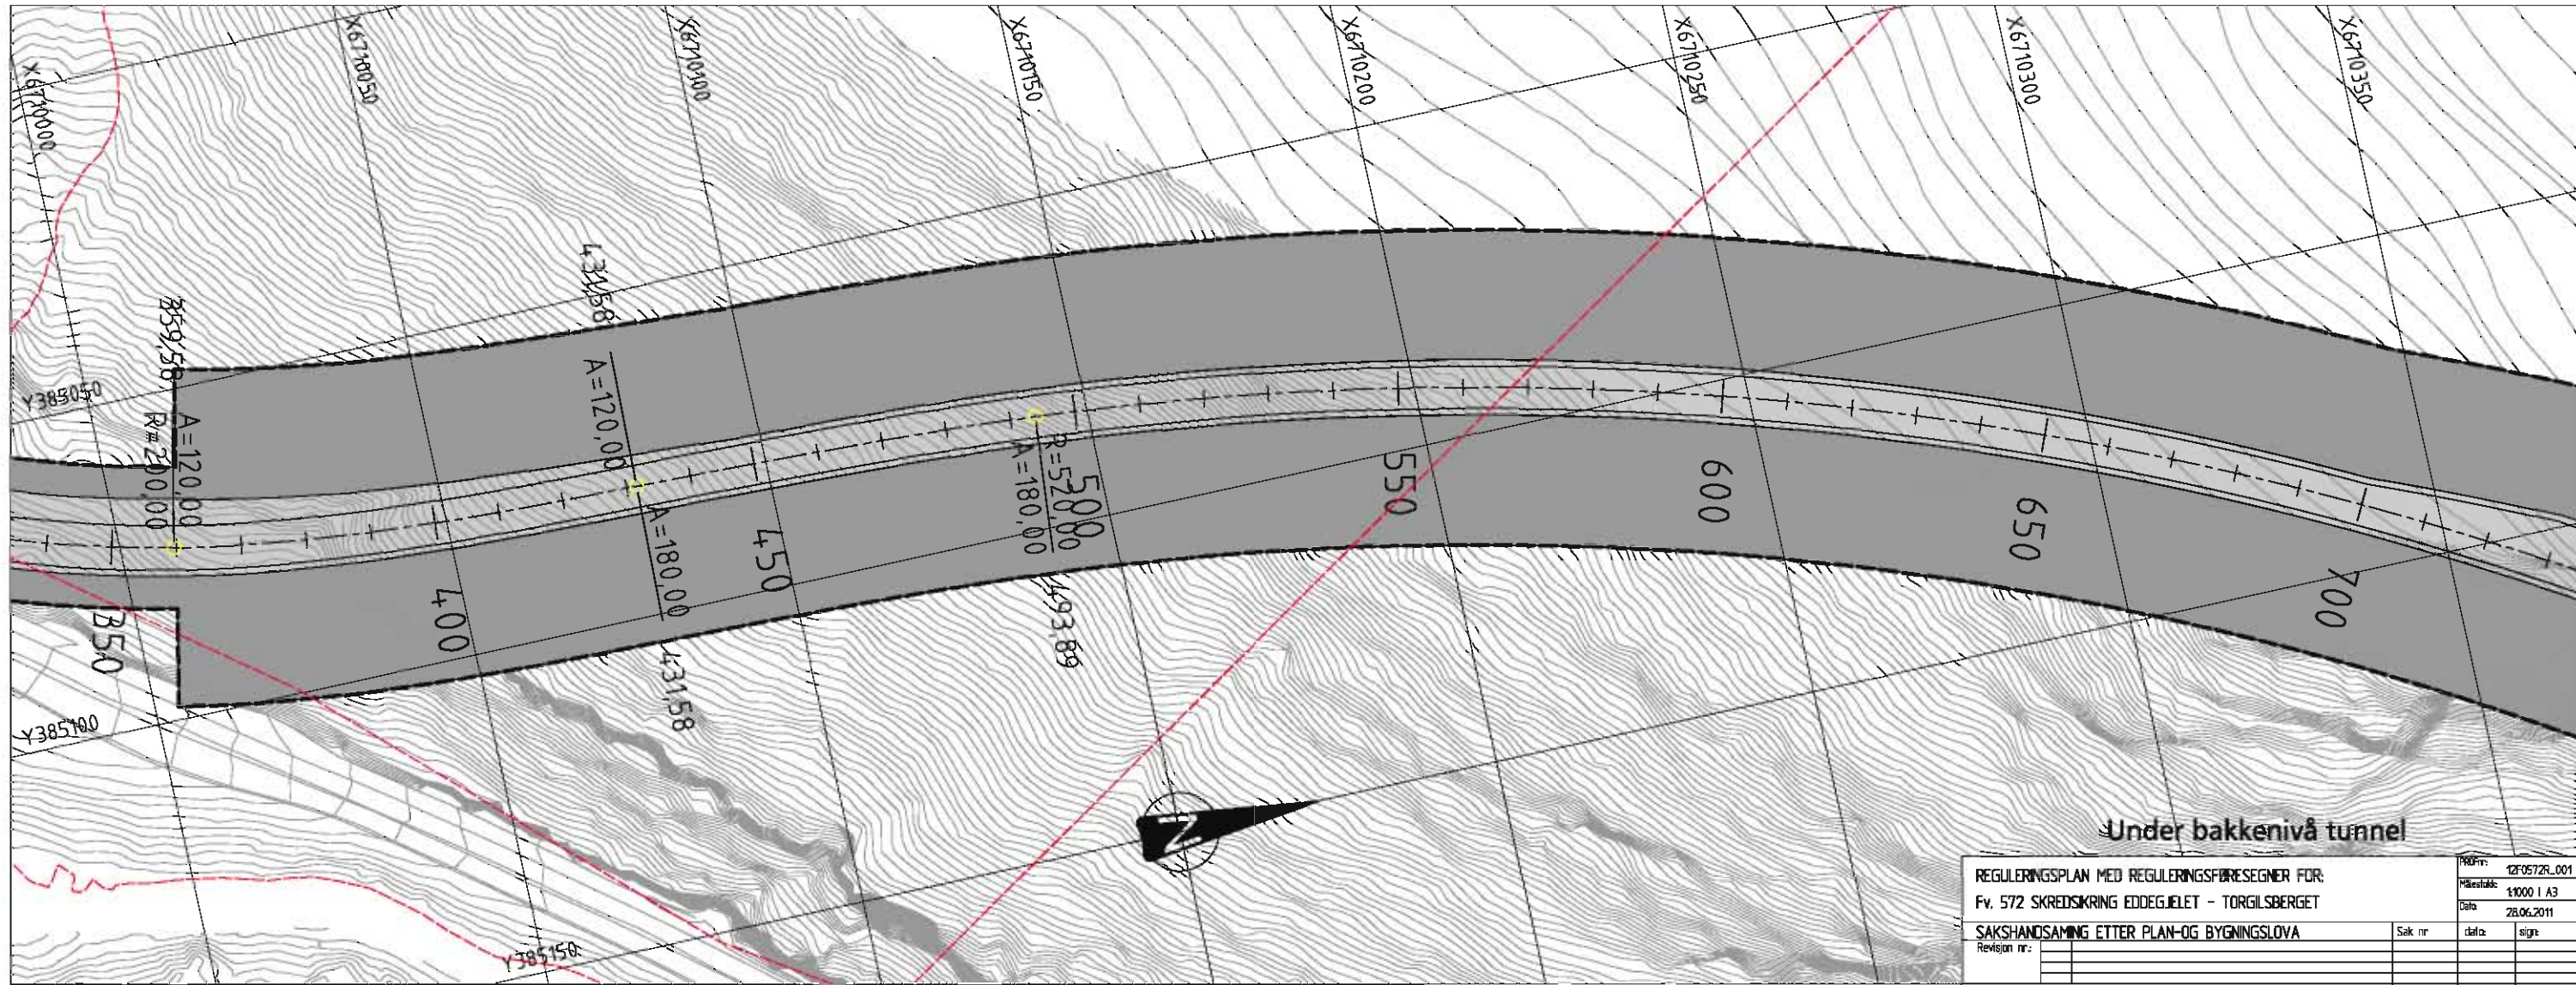 X6710000
X6710050
X6710100
X6710150
X6710200
X6710250
X6710300
X6710350
Y385050
Y385100
Y385150
359,58
A=120,00
R=200,00
431,58
A=120,00
A=180,00
431,58
R=520,00
A=180,00
493,89
350
400
450
500
550
600
650
700
N
Under bakkenivå tunnel
REGULERINGSPLAN MED REGULERINGSFØRESEGNER FOR:
Fv. 572 SKREDSIKRING EDDEGJELET - TORGILSBERGET
SAKSHANDSAMING ETTER PLAN-OG BYGNINGSLOVA
Sak nr
dato:
sign:
Revisjon nr.:
PROFnr:
12F0572R_001
Målestokk:
1:1000 I A3
Dato:
28.06.2011